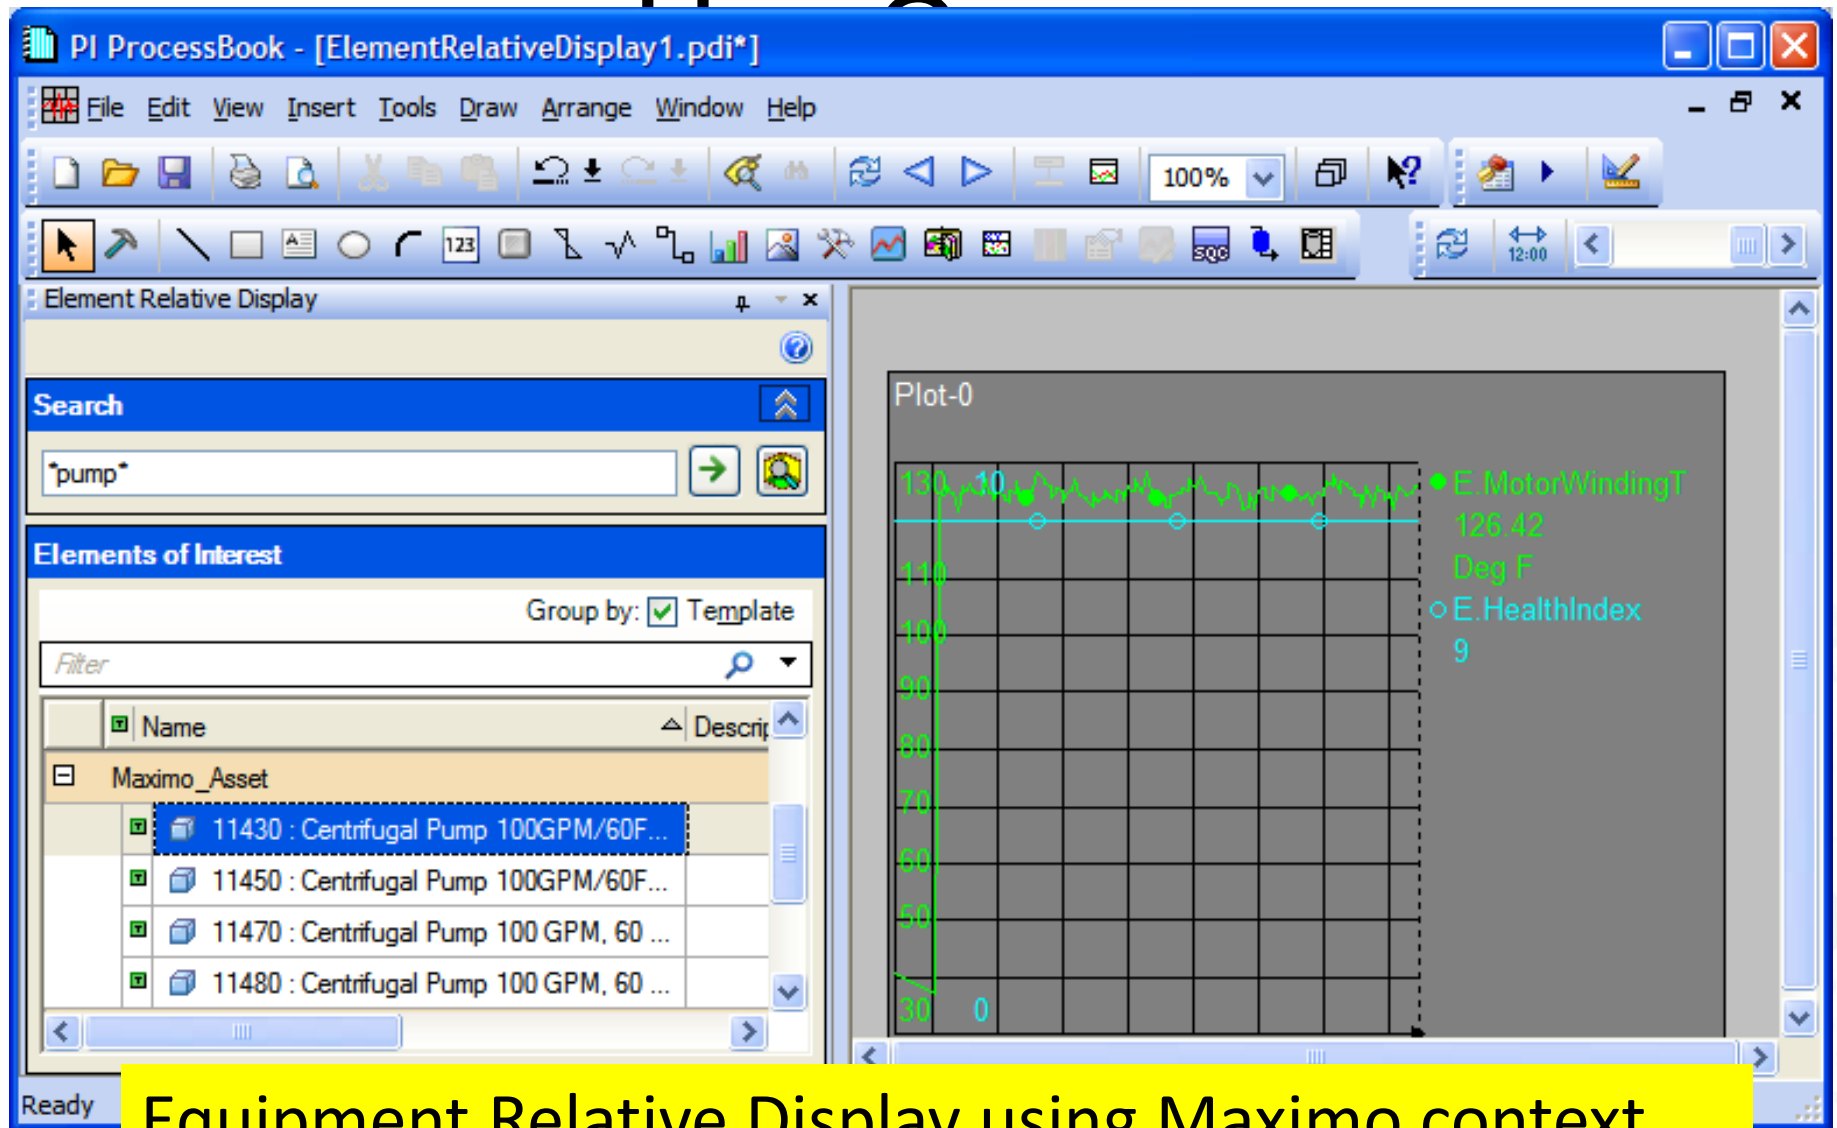 PI ProcessBook - [ElementRelativeDisplay1.pdi*]
File Edit View Insert Tools Draw Arrange Window Help
100%
123
SQC
12:00
Element Relative Display
Search
*pump*
Elements of Interest
Group by: Template
Filter
Name Descrip
Maximo_Asset
11430 : Centrifugal Pump 100GPM/60F...
11450 : Centrifugal Pump 100GPM/60F...
11470 : Centrifugal Pump 100 GPM, 60 ...
11480 : Centrifugal Pump 100 GPM, 60 ...
Plot-0
130 10
110
100
90
80
70
60
50
30 0
E.MotorWindingT
126.42
Deg F
E.HealthIndex
9
Ready
Equipment Relative Display using Maximo context